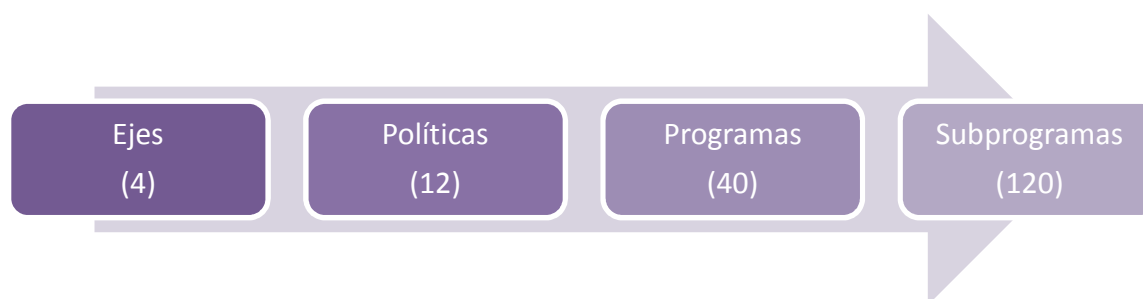 Ejes
(4)
Políticas
(12)
Programas
(40)
Subprogramas
(120)